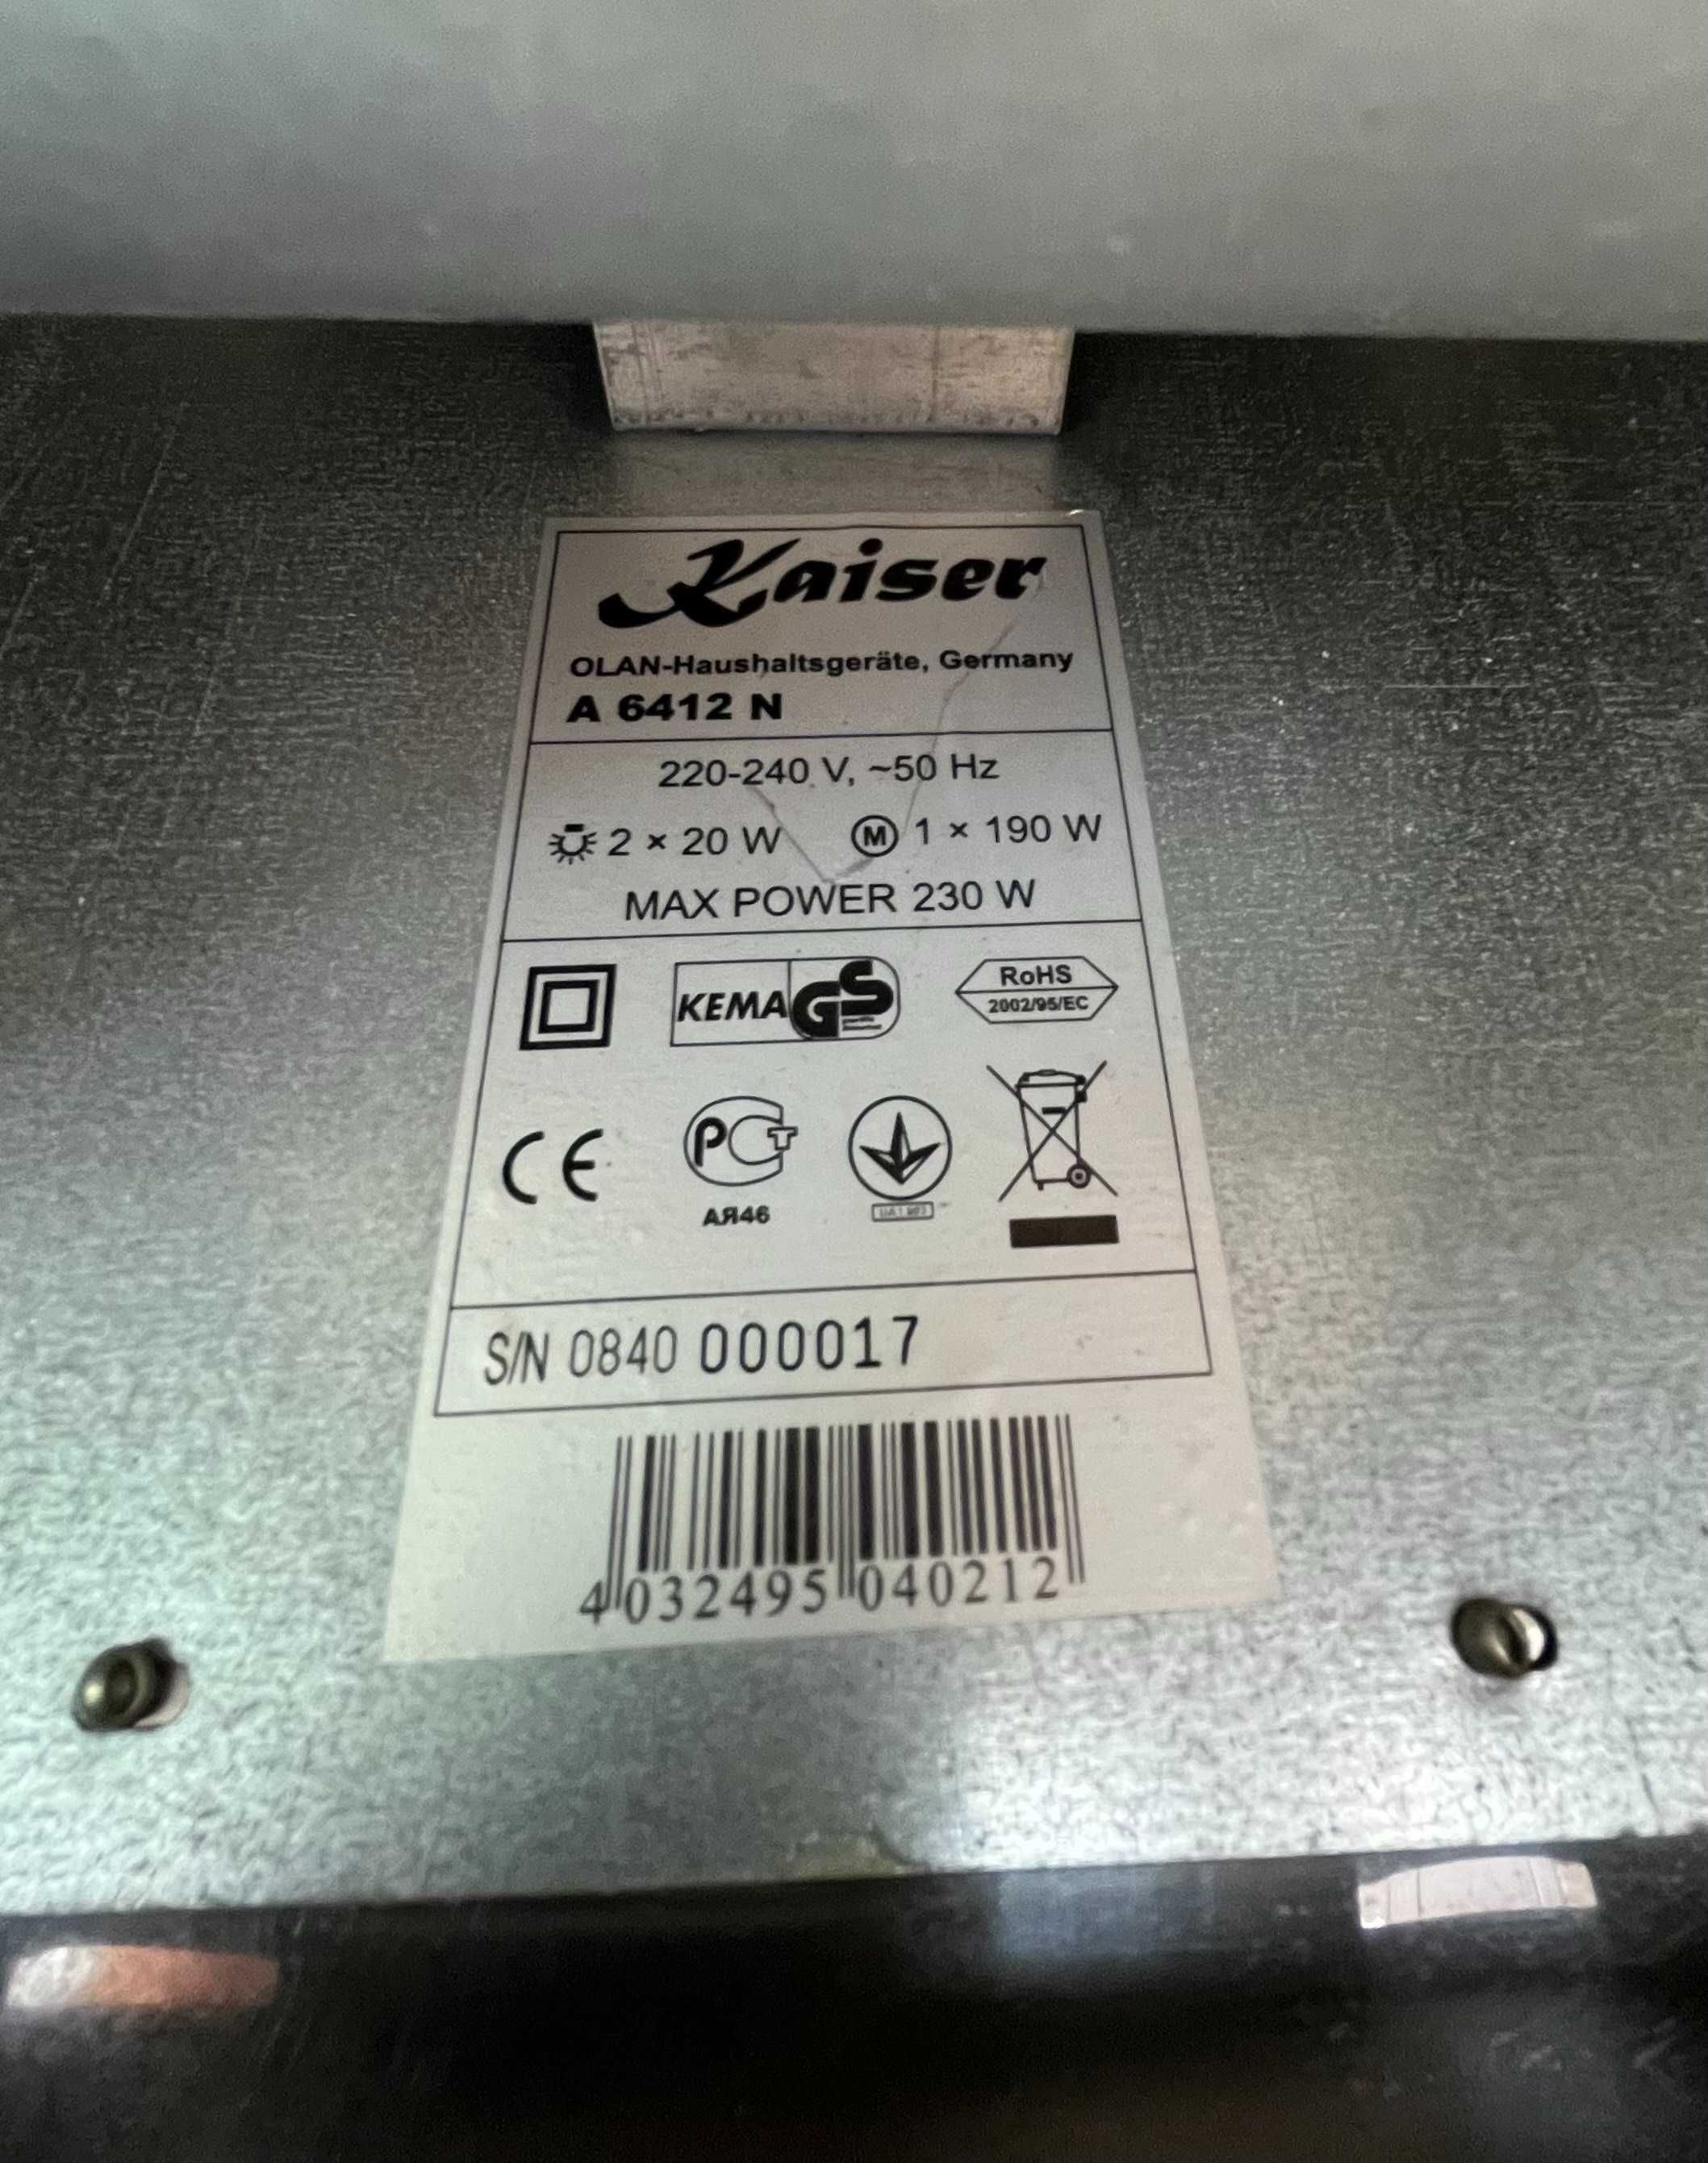 Kaiser
OLAN-Haushaltsgeräte, Germany
A 6412 N
220-240 V, ~50 Hz
2 × 20 W M 1 × 190 W
MAX POWER 230 W
KEMA GS
RoHS
2002/95/EC
CE
РСТ
АЯ46
S/N 0840 000017
4 032495 040212